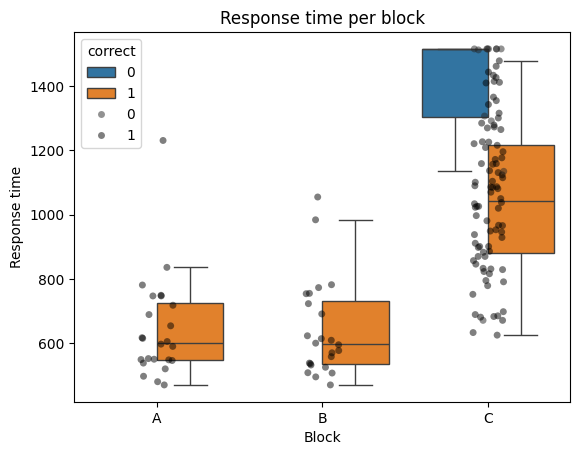 Response time per block
correct
0
1
0
1
1400
1200
1000
800
600
Response time
A B C
Block